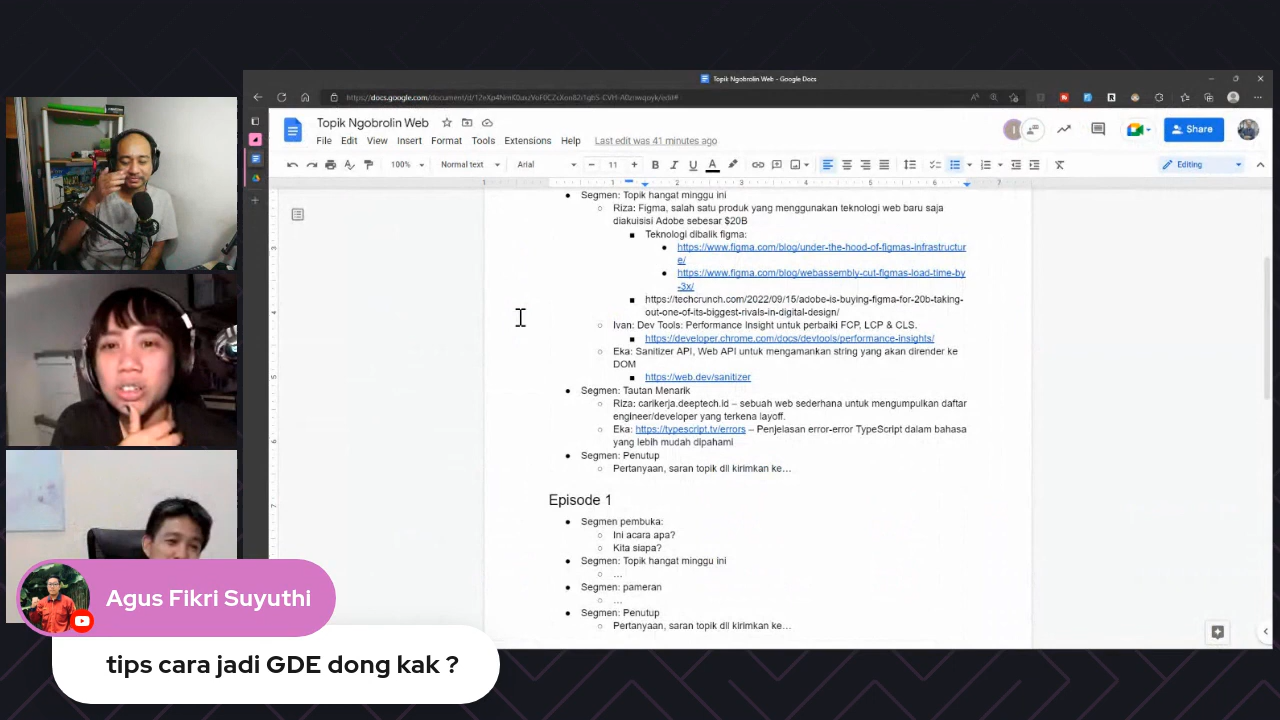 Topik Ngobrolin Web - Google Docs
Topik Ngobrolin Web
File Edit View Insert Format Tools Extensions Help Last edit was 41 minutes ago
Share
100% Normal text Arial 11 Editing
Segmen: Topik hangat minggu ini
Riza: Figma, salah satu produk yang menggunakan teknologi web baru saja
diakuisisi Adobe sebesar $20B
Teknologi dibalik figma:
https://www.figma.com/blog/under-the-hood-of-figmas-infrastructur
e/
https://www.figma.com/blog/webassembly-cut-figmas-load-time-by
-3x/
https://techcrunch.com/2022/09/15/adobe-is-buying-figma-for-20b-taking-
out-one-of-its-biggest-rivals-in-digital-design/
Ivan: Dev Tools: Performance Insight untuk perbaiki FCP, LCP & CLS.
https://developer.chrome.com/docs/devtools/performance-insights/
Eka: Sanitizer API, Web API untuk mengamankan string yang akan dirender ke
DOM
https://web.dev/sanitizer
Segmen: Tautan Menarik
Riza: carikerja.deeptech.id – sebuah web sederhana untuk mengumpulkan daftar
engineer/developer yang terkena layoff.
Eka: https://typescript.tv/errors – Penjelasan error-error TypeScript dalam bahasa
yang lebih mudah dipahami
Segmen: Penutup
Pertanyaan, saran topik dll kirimkan ke…
Episode 1
Segmen pembuka:
Ini acara apa?
Kita siapa?
Segmen: Topik hangat minggu ini
…
Segmen: pameran
…
Segmen: Penutup
Pertanyaan, saran topik dll kirimkan ke…
Agus Fikri Suyuthi
tips cara jadi GDE dong kak ?